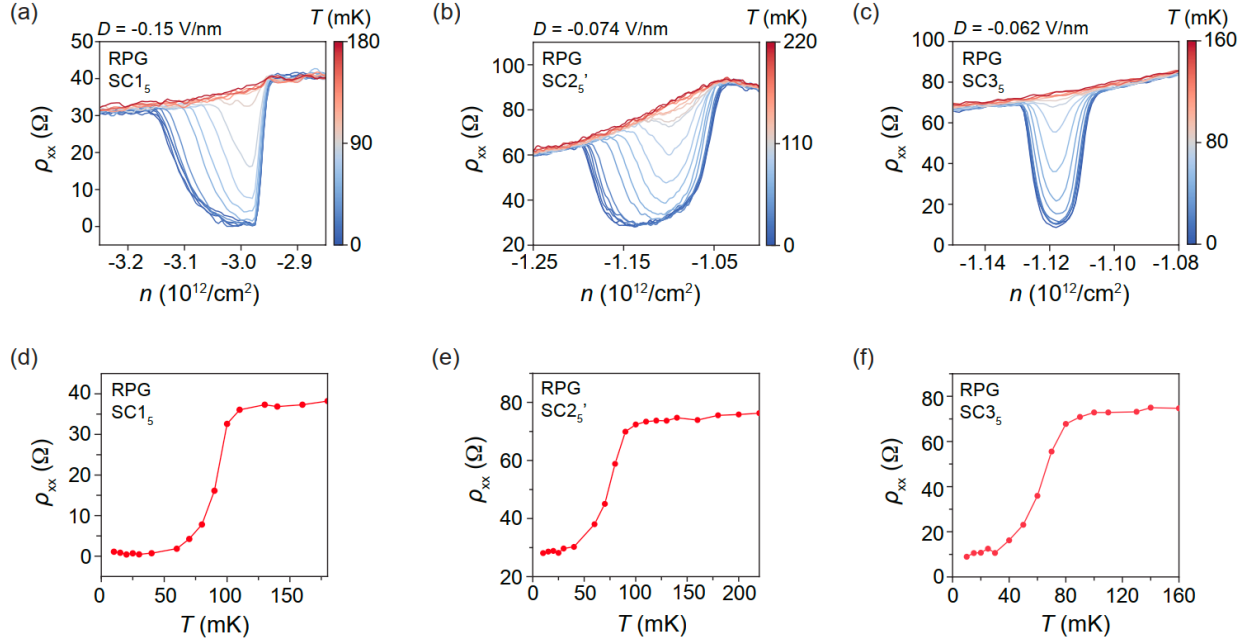 (a)
D = -0.15 V/nm
T (mK)
180
90
0
RPG
SC1₅
50
40
30
20
10
0
ρxx (Ω)
-3.2 -3.1 -3.0 -2.9
n (10¹²/cm²)
(b)
D = -0.074 V/nm
T (mK)
220
110
0
RPG
SC2₅'
100
80
60
40
20
ρxx (Ω)
-1.25 -1.15 -1.05
n (10¹²/cm²)
(c)
D = -0.062 V/nm
T (mK)
160
80
0
RPG
SC3₅
100
80
60
40
20
0
ρxx (Ω)
-1.14 -1.12 -1.10 -1.08
n (10¹²/cm²)
(d)
RPG
SC1₅
40
30
20
10
0
ρxx (Ω)
0 50 100 150
T (mK)
(e)
RPG
SC2₅'
80
60
40
20
ρxx (Ω)
0 50 100 150 200
T (mK)
(f)
RPG
SC3₅
100
80
60
40
20
0
ρxx (Ω)
0 40 80 120 160
T (mK)